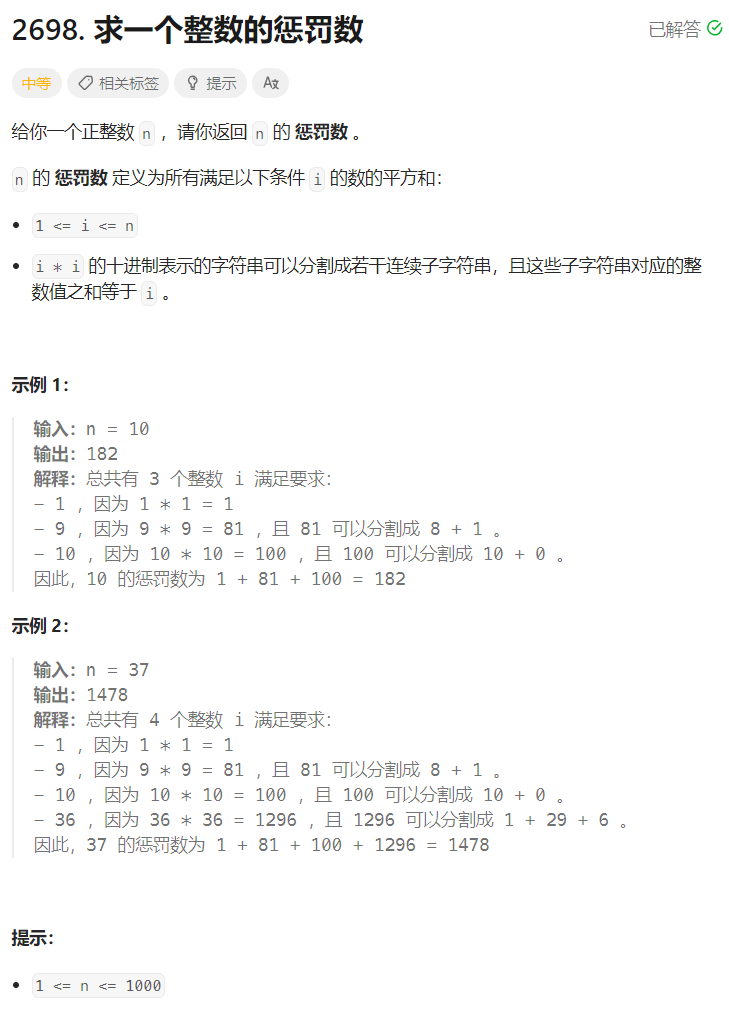 2698. 求一个整数的惩罚数
已解答
中等
相关标签
提示
给你一个正整数 n ，请你返回 n 的 惩罚数 。
n 的 惩罚数 定义为所有满足以下条件 i 的数的平方和：
• 1 <= i <= n
• i * i 的十进制表示的字符串可以分割成若干连续子字符串，且这些子字符串对应的整
数值之和等于 i 。
示例 1：
输入：n = 10
输出：182
解释：总共有 3 个整数 i 满足要求：
- 1 ，因为 1 * 1 = 1
- 9 ，因为 9 * 9 = 81 ，且 81 可以分割成 8 + 1 。
- 10 ，因为 10 * 10 = 100 ，且 100 可以分割成 10 + 0 。
因此，10 的惩罚数为 1 + 81 + 100 = 182
示例 2：
输入：n = 37
输出：1478
解释：总共有 4 个整数 i 满足要求：
- 1 ，因为 1 * 1 = 1
- 9 ，因为 9 * 9 = 81 ，且 81 可以分割成 8 + 1 。
- 10 ，因为 10 * 10 = 100 ，且 100 可以分割成 10 + 0 。
- 36 ，因为 36 * 36 = 1296 ，且 1296 可以分割成 1 + 29 + 6 。
因此，37 的惩罚数为 1 + 81 + 100 + 1296 = 1478
提示：
• 1 <= n <= 1000